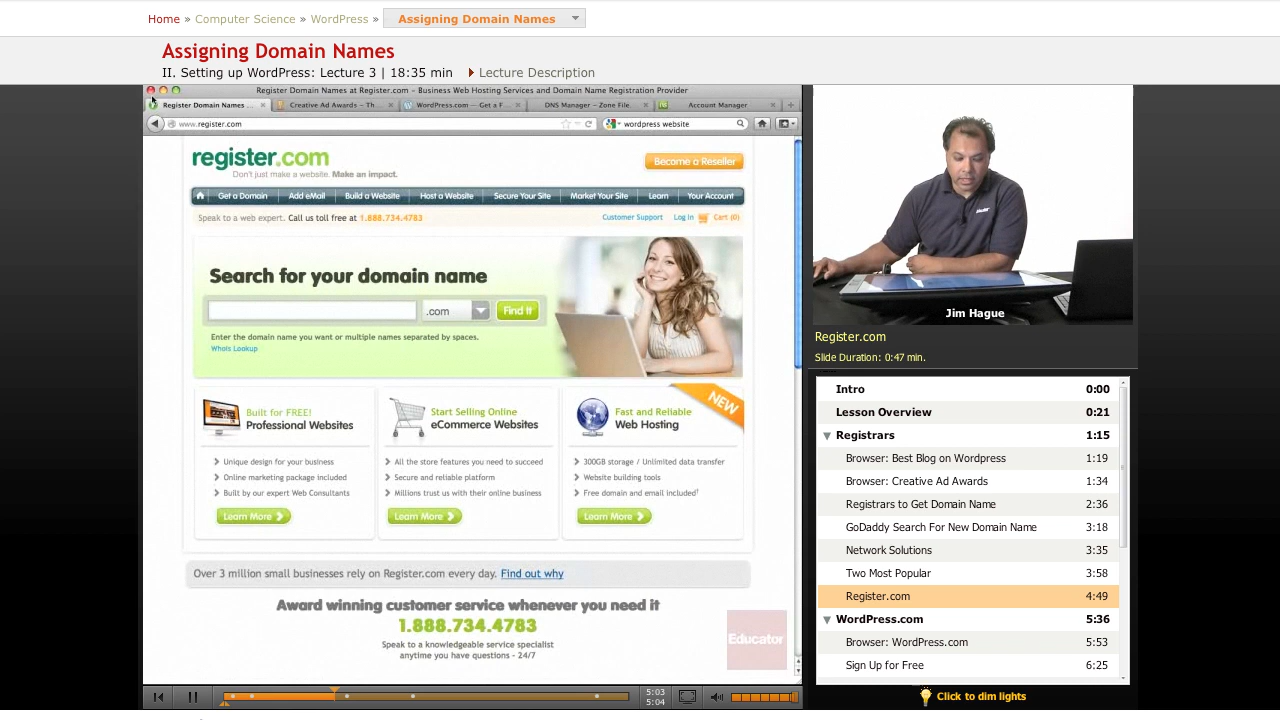 Home » Computer Science » WordPress » Assigning Domain Names
Assigning Domain Names
II. Setting up WordPress: Lecture 3 | 18:35 min Lecture Description
Register Domain Names at Register.com – Business Web Hosting Services and Domain Name Registration Provider
Register Domain Names ... Creative Ad Awards – Th... WordPress.com — Get a F... DNS Manager – Zone File... Account Manager
www.register.com wordpress website
register.com
Become a Reseller
Don't just make a website. Make an impact.
Get a Domain Add eMail Build a Website Host a Website Secure Your Site Market Your Site Learn Your Account
Speak to a web expert. Call us toll free at 1.888.734.4783 Customer Support Log In Cart (0)
Search for your domain name
.com Find It
Enter the domain name you want or multiple names separated by spaces.
WhoIs Lookup
NEW
Built for FREE!
Professional Websites
Unique design for your business
Online marketing package included
Built by our expert Web Consultants
Learn More
Start Selling Online
eCommerce Websites
All the store features you need to succeed
Secure and reliable platform
Millions trust us with their online business
Learn More
Fast and Reliable
Web Hosting
300GB storage / Unlimited data transfer
Website building tools
Free domain and email included†
Learn More
Over 3 million small businesses rely on Register.com every day. Find out why
Award winning customer service whenever you need it
1.888.734.4783
Speak to a knowledgeable service specialist
anytime you have questions - 24/7
Educator
5:03
5:04
Jim Hague
Register.com
Slide Duration: 0:47 min.
Intro 0:00
Lesson Overview 0:21
Registrars 1:15
Browser: Best Blog on Wordpress 1:19
Browser: Creative Ad Awards 1:34
Registrars to Get Domain Name 2:36
GoDaddy Search For New Domain Name 3:18
Network Solutions 3:35
Two Most Popular 3:58
Register.com 4:49
WordPress.com 5:36
Browser: WordPress.com 5:53
Sign Up for Free 6:25
Click to dim lights